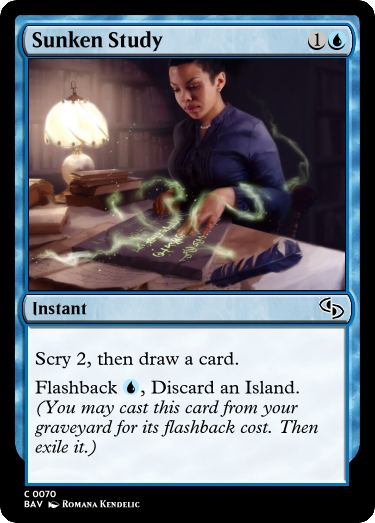 Sunken Study 1
Instant
Scry 2, then draw a card.
Flashback , Discard an Island.
(You may cast this card from your
graveyard for its flashback cost. Then
exile it.)
C 0070
BAV Romana Kendelic